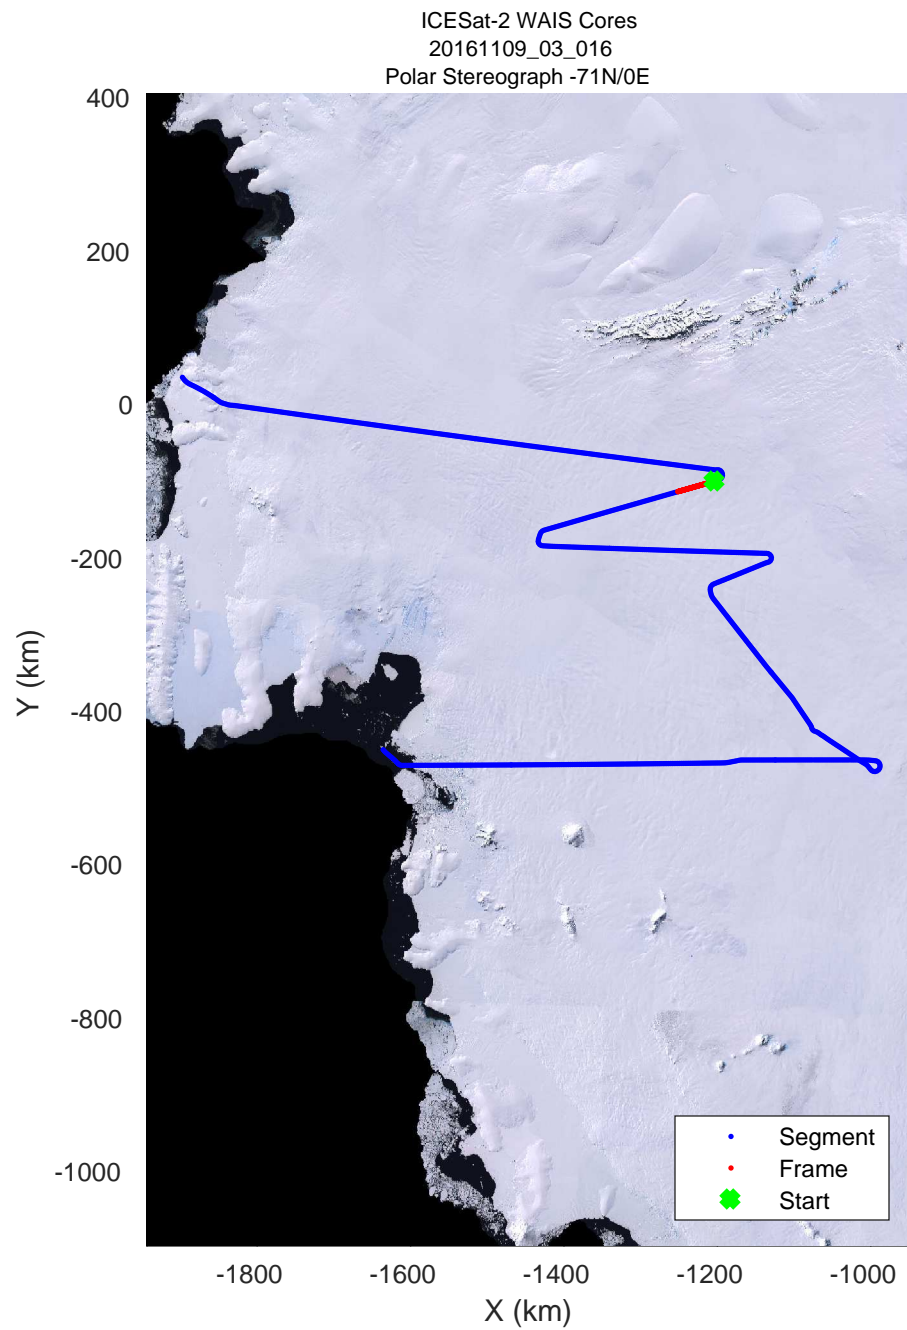 ICESat-2 WAIS Cores
20161109_03_016
Polar Stereograph -71N/0E
400
200
0
-200
-400
-600
-800
-1000
Y (km)
Segment
Frame
Start
-1800
-1600
-1400
-1200
-1000
X (km)